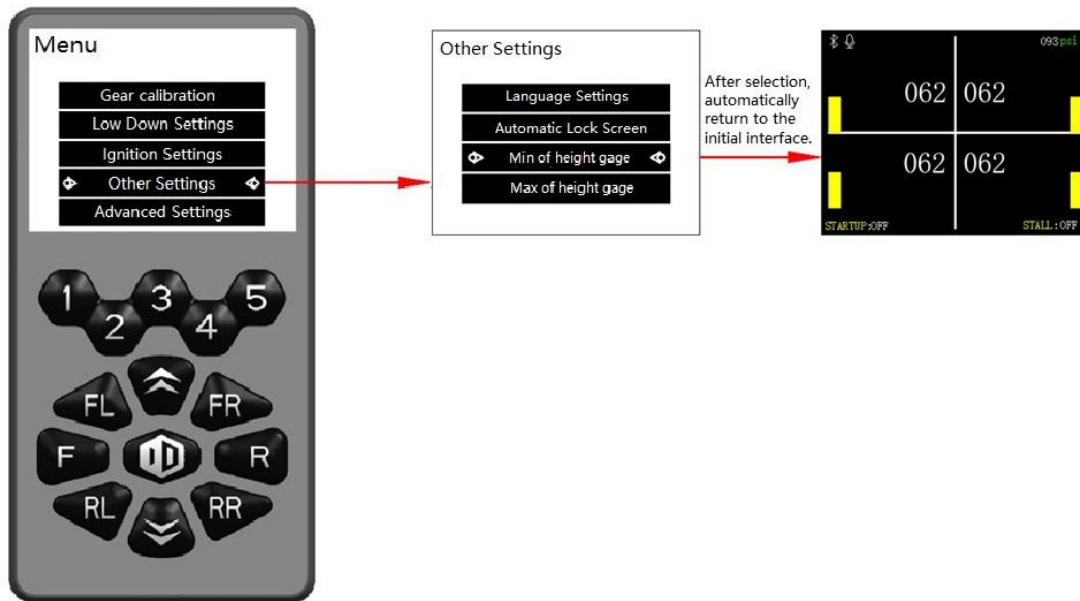 Menu
Gear calibration
Low Down Settings
Ignition Settings
Other Settings
Advanced Settings
1
2
3
4
5
FL
FR
F
R
RL
RR
Other Settings
Language Settings
Automatic Lock Screen
Min of height gage
Max of height gage
After selection,
automatically
return to the
initial interface.
093psi
062 062
062 062
STARTUP:OFF STALL:OFF